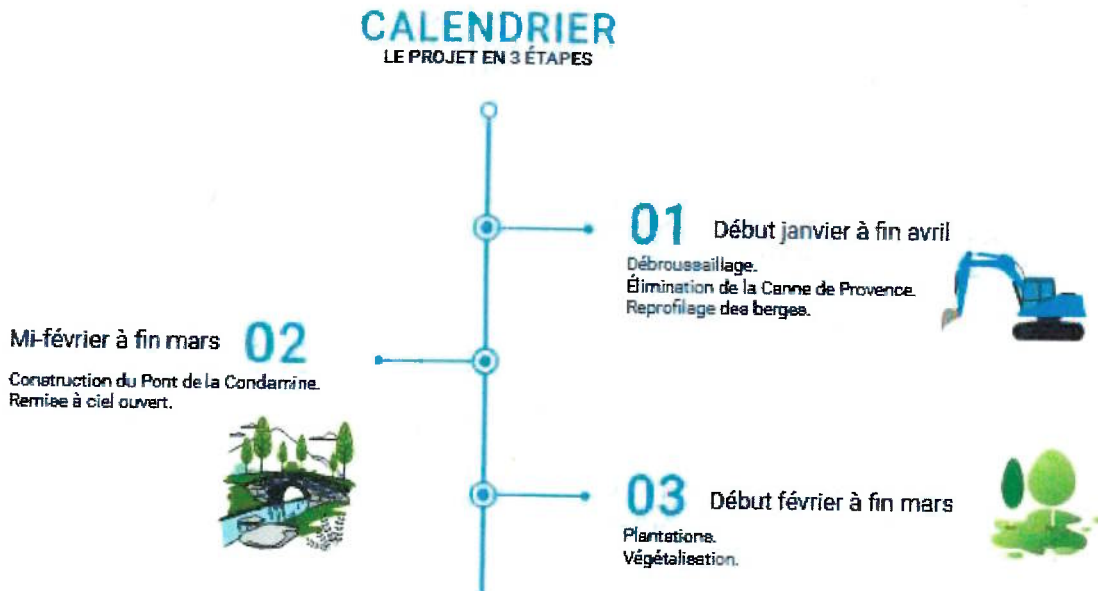 CALENDRIER
LE PROJET EN 3 ÉTAPES
01 Début janvier à fin avril
Débroussaillage.
Élimination de la Canne de Provence.
Reprofilage des berges.
Mi-février à fin mars 02
Construction du Pont de la Condamine.
Remise à ciel ouvert.
03 Début février à fin mars
Plantations.
Végétalisation.